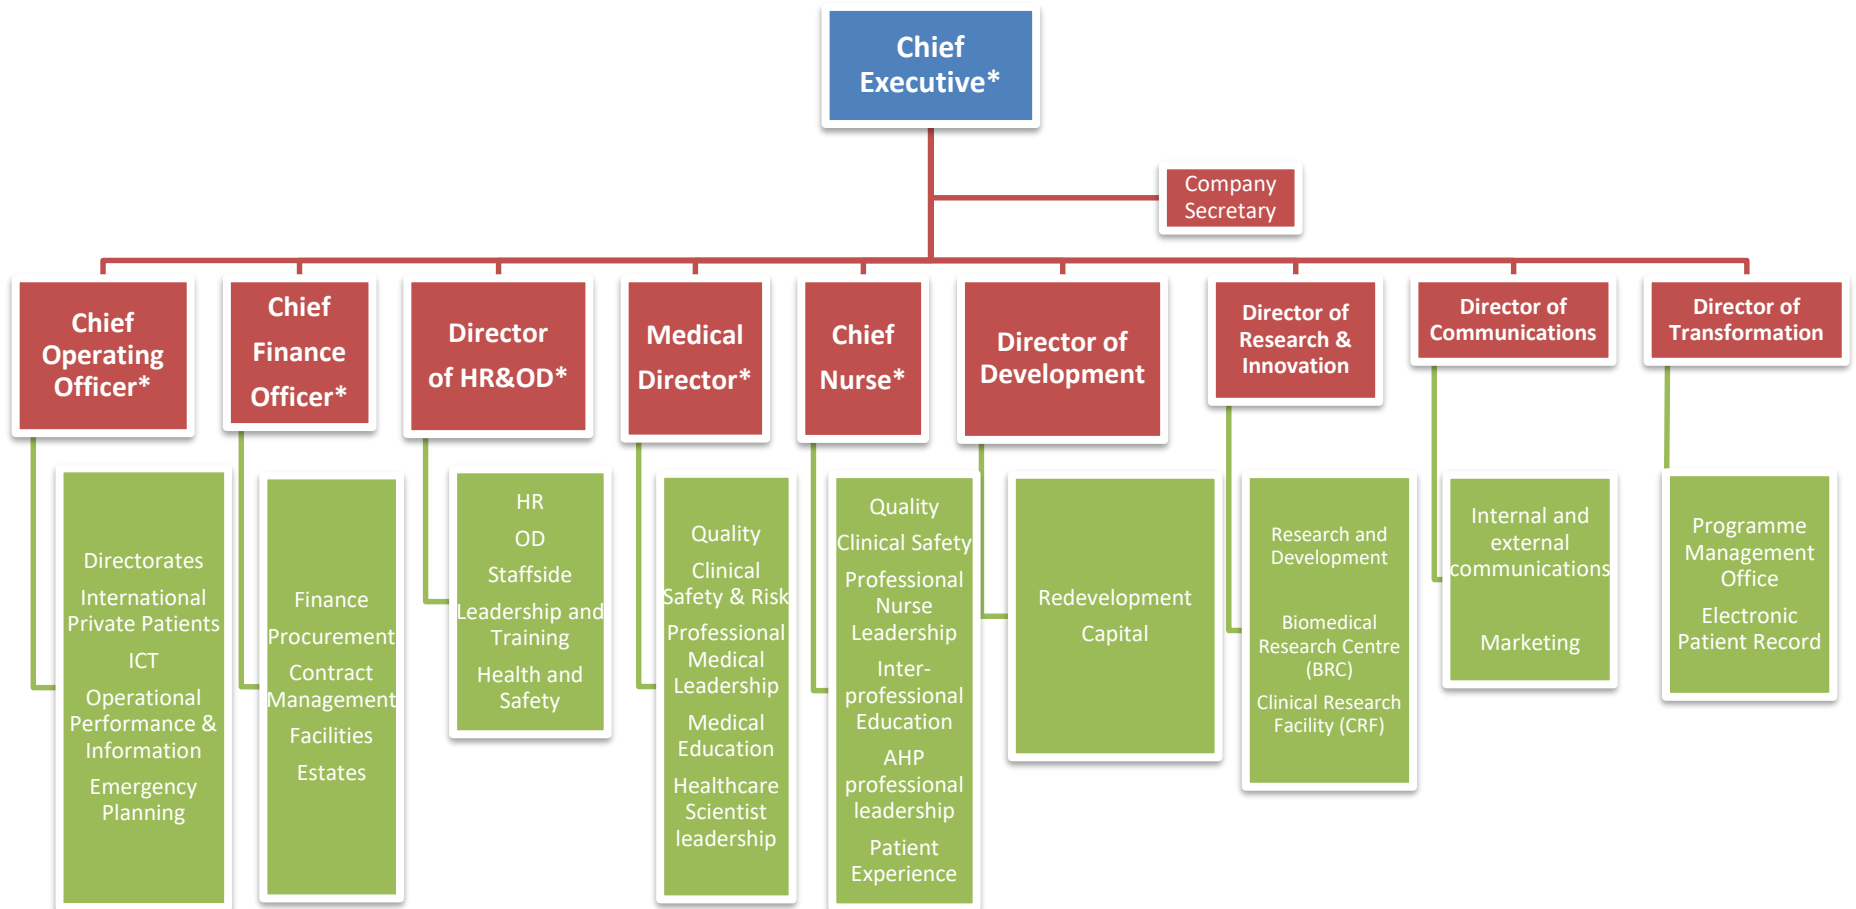 Chief
Executive*
Company
Secretary
Chief
Operating
Officer*
Chief
Finance
Officer*
Director
of HR&OD*
Medical
Director*
Chief
Nurse*
Director of
Development
Director of
Research &
Innovation
Director of
Communications
Director of
Transformation
Directorates
International
Private Patients
ICT
Operational
Performance &
Information
Emergency
Planning
Finance
Procurement
Contract
Management
Facilities
Estates
HR
OD
Staffside
Leadership and
Training
Health and
Safety
Quality
Clinical
Safety & Risk
Professional
Medical
Leadership
Medical
Education
Healthcare
Scientist
leadership
Quality
Clinical Safety
Professional
Nurse
Leadership
Inter-
professional
Education
AHP
professional
leadership
Patient
Experience
Redevelopment
Capital
Research and
Development
Biomedical
Research Centre
(BRC)
Clinical Research
Facility (CRF)
Internal and
external
communications
Marketing
Programme
Management
Office
Electronic
Patient Record